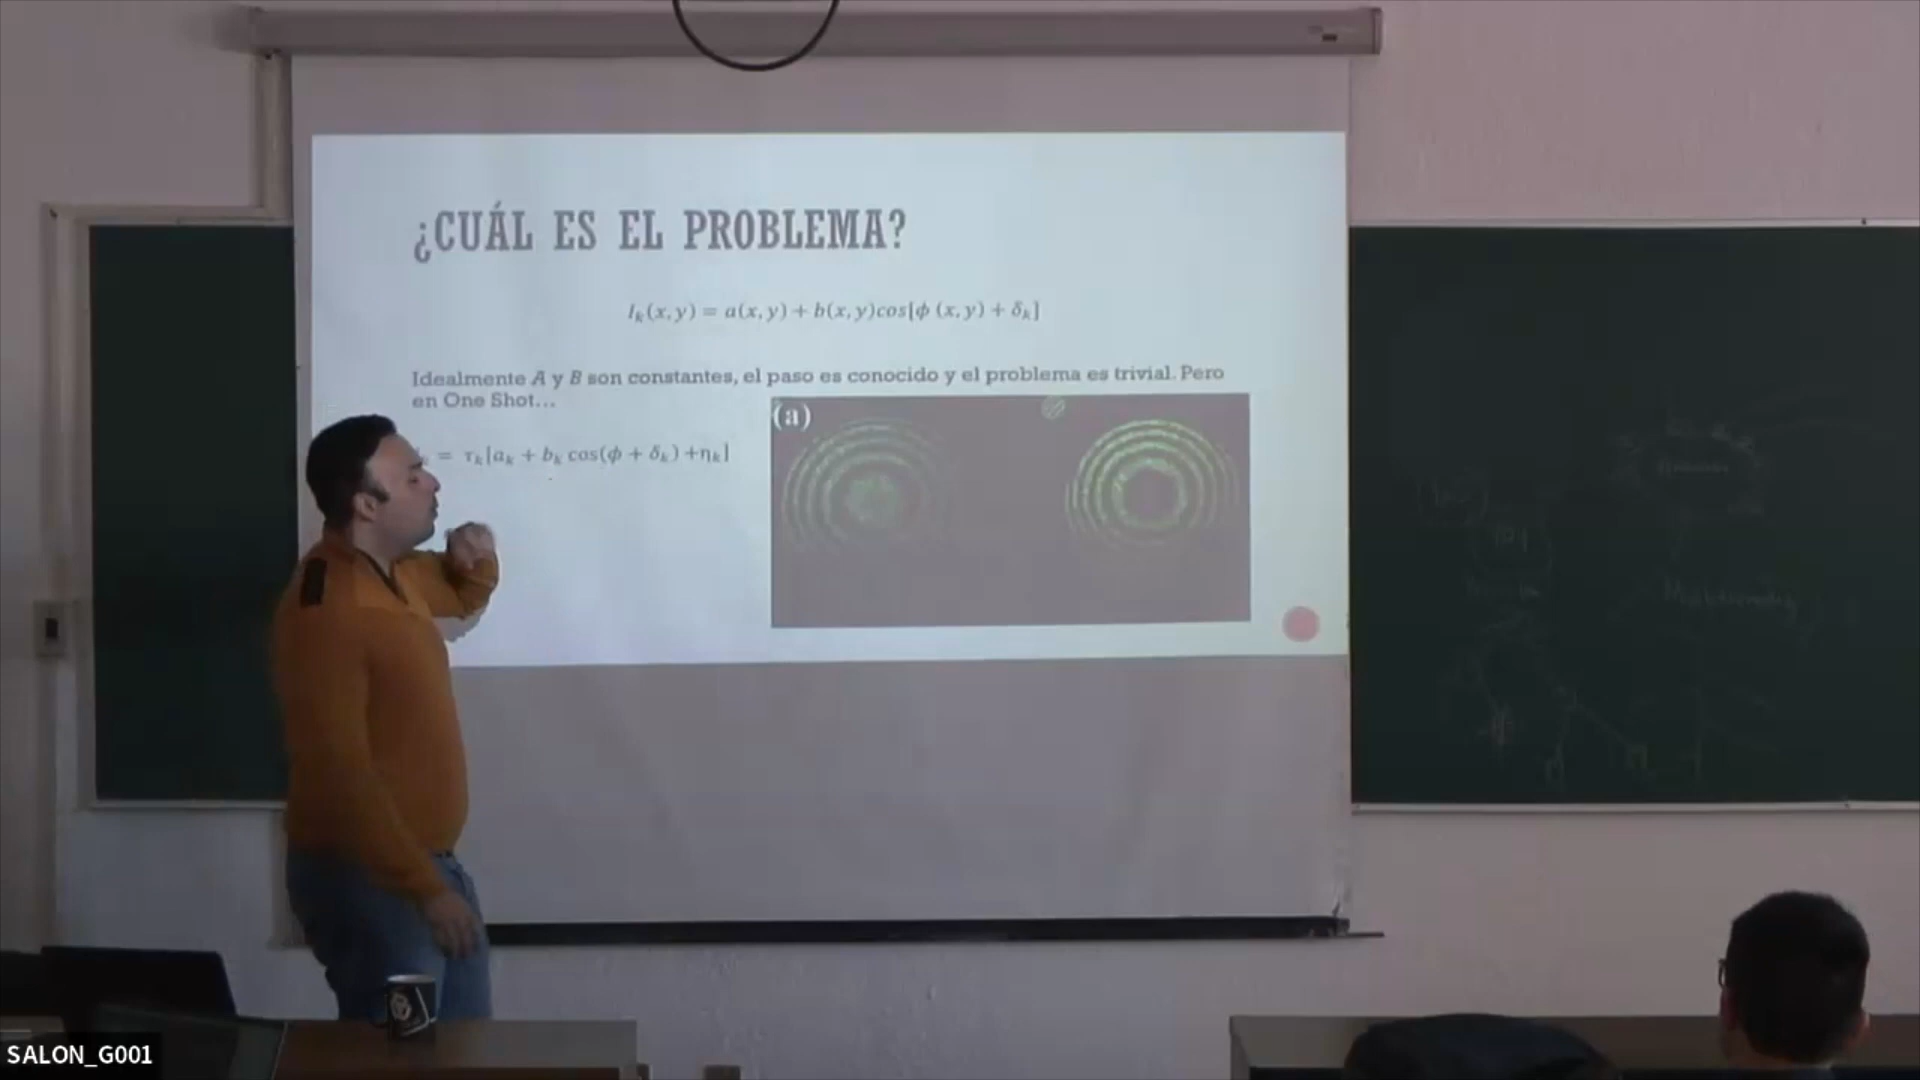 ¿CUÁL ES EL PROBLEMA?
I_k(x, y) = a(x, y) + b(x, y)cos[ϕ (x, y) + δ_k]
Idealmente A y B son constantes, el paso es conocido y el problema es trivial. Pero
en One Shot...
(a)
= τ_k[a_k + b_k cos(ϕ + δ_k) +η_k]
SALON_G001